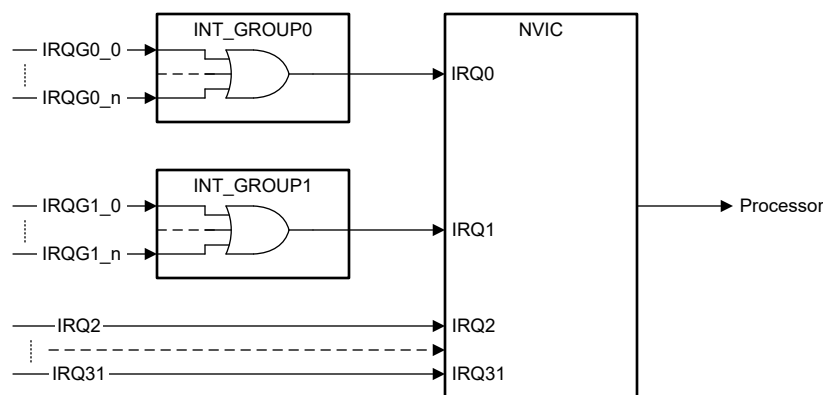 INT_GROUP0
NVIC
IRQG0_0
IRQG0_n
IRQ0
INT_GROUP1
IRQG1_0
IRQG1_n
IRQ1
Processor
IRQ2
IRQ2
IRQ31
IRQ31